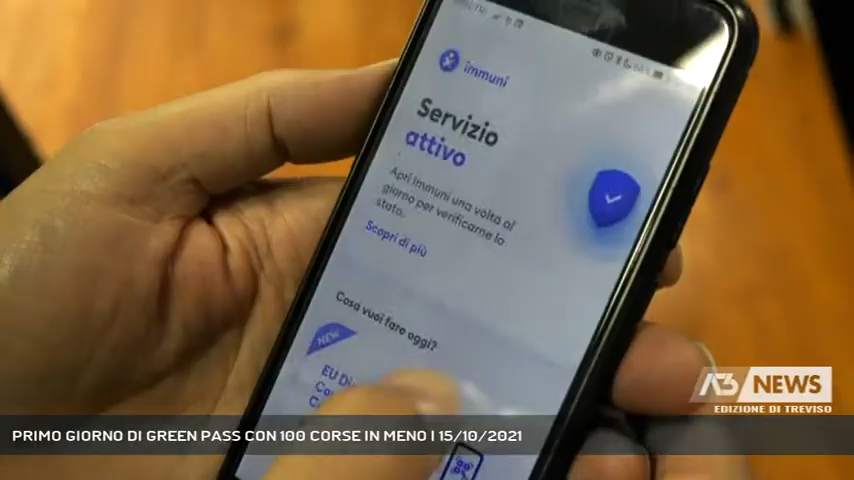 immuni
Servizio
attivo
Apri Immuni una volta al
giorno per verificarne lo
stato.
Scopri di più
Cosa vuoi fare oggi?
NEW
A3 NEWS
EDIZIONE DI TREVISO
PRIMO GIORNO DI GREEN PASS CON 100 CORSE IN MENO | 15/10/2021